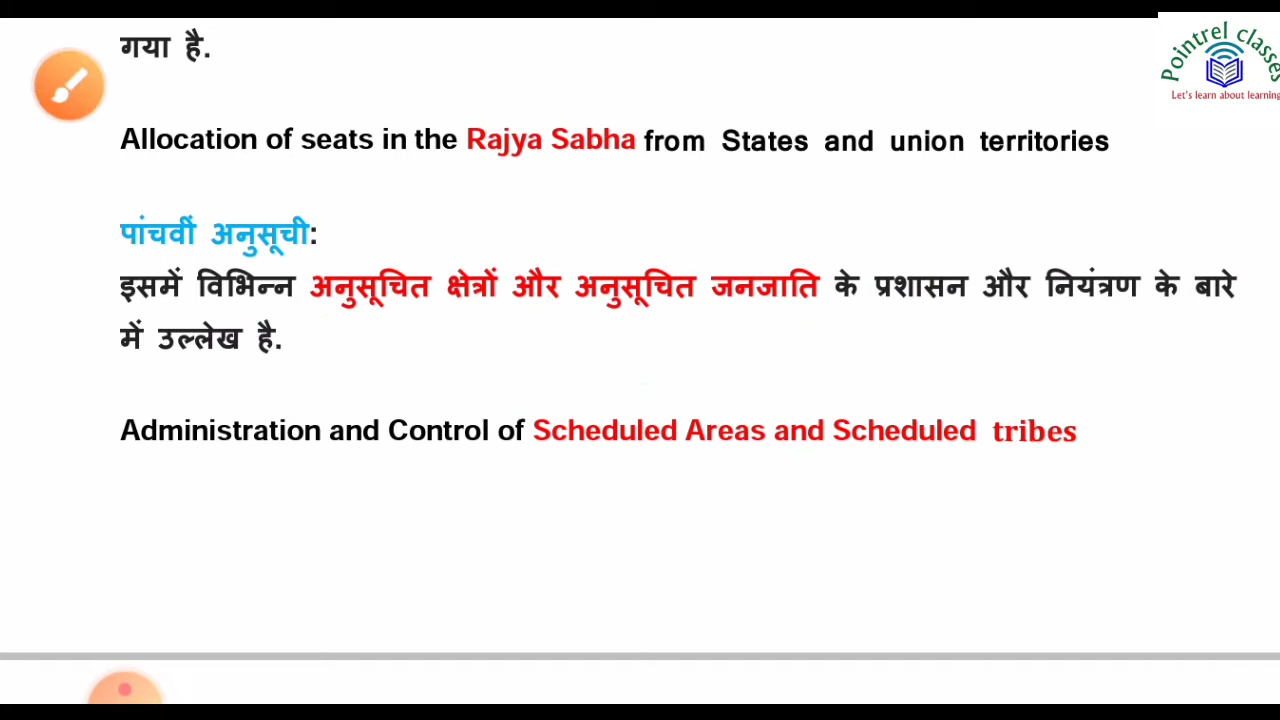 गया है.
Pointrel classes
Let's learn about learning
Allocation of seats in the Rajya Sabha from States and union territories
पांचवीं अनुसूची:
इसमें विभिन्न अनुसूचित क्षेत्रों और अनुसूचित जनजाति के प्रशासन और नियंत्रण के बारे
में उल्लेख है.
Administration and Control of Scheduled Areas and Scheduled tribes